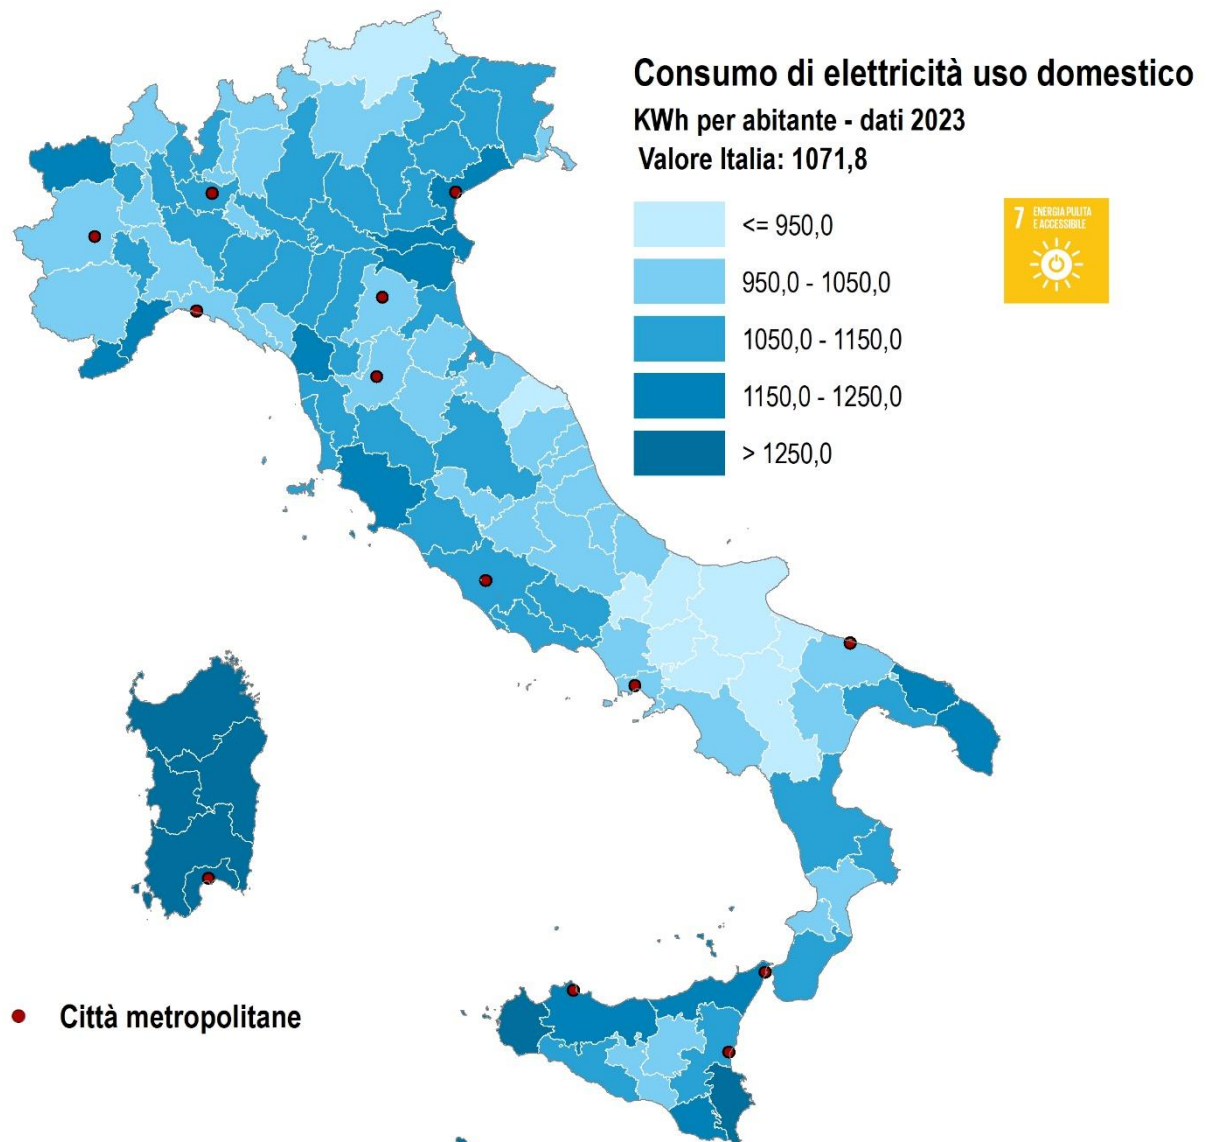 Consumo di elettricità uso domestico
KWh per abitante - dati 2023
Valore Italia: 1071,8
<= 950,0
950,0 - 1050,0
1050,0 - 1150,0
1150,0 - 1250,0
> 1250,0
7 ENERGIA PULITA
E ACCESSIBILE
Città metropolitane